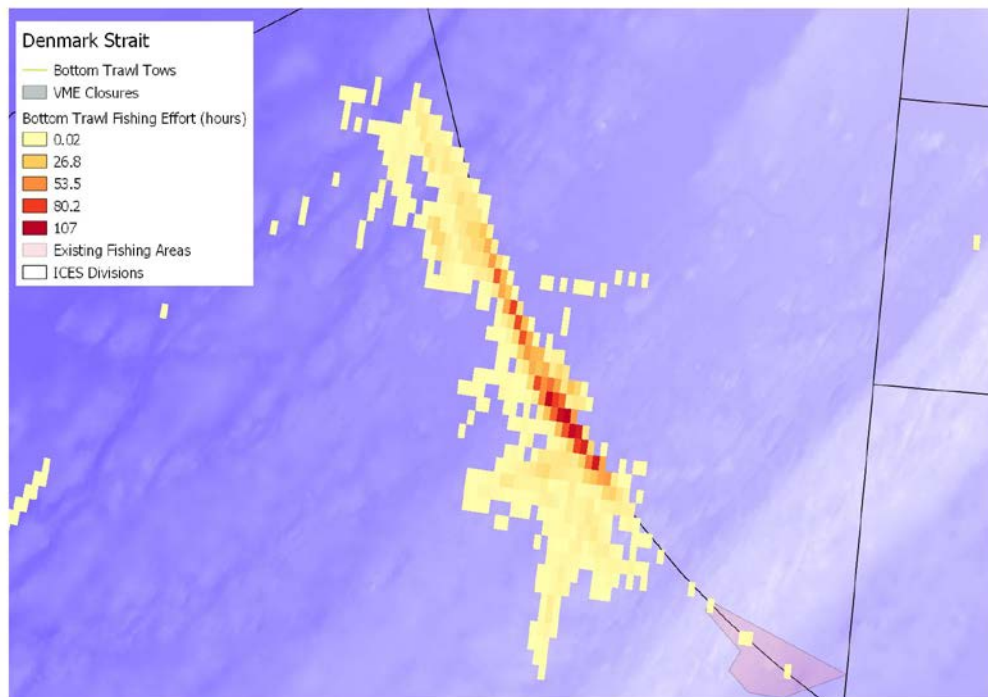 Denmark Strait
Bottom Trawl Tows
VME Closures
Bottom Trawl Fishing Effort (hours)
0.02
26.8
53.5
80.2
107
Existing Fishing Areas
ICES Divisions